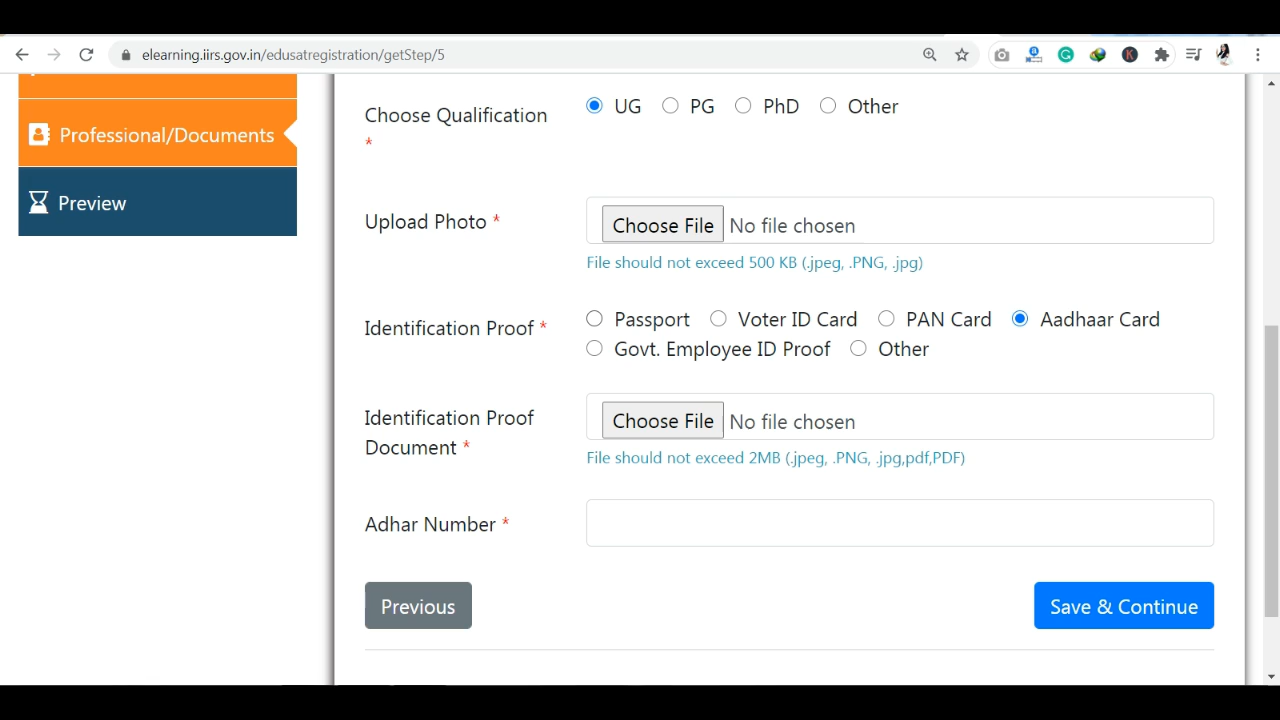 elearning.iirs.gov.in/edusatregistration/getStep/5
Professional/Documents
Preview
Choose Qualification
*
UG PG PhD Other
Upload Photo *
Choose File No file chosen
File should not exceed 500 KB (.jpeg, .PNG, .jpg)
Identification Proof *
Passport Voter ID Card PAN Card Aadhaar Card
Govt. Employee ID Proof Other
Identification Proof
Document *
Choose File No file chosen
File should not exceed 2MB (.jpeg, .PNG, .jpg,pdf,PDF)
Adhar Number *
Previous
Save & Continue